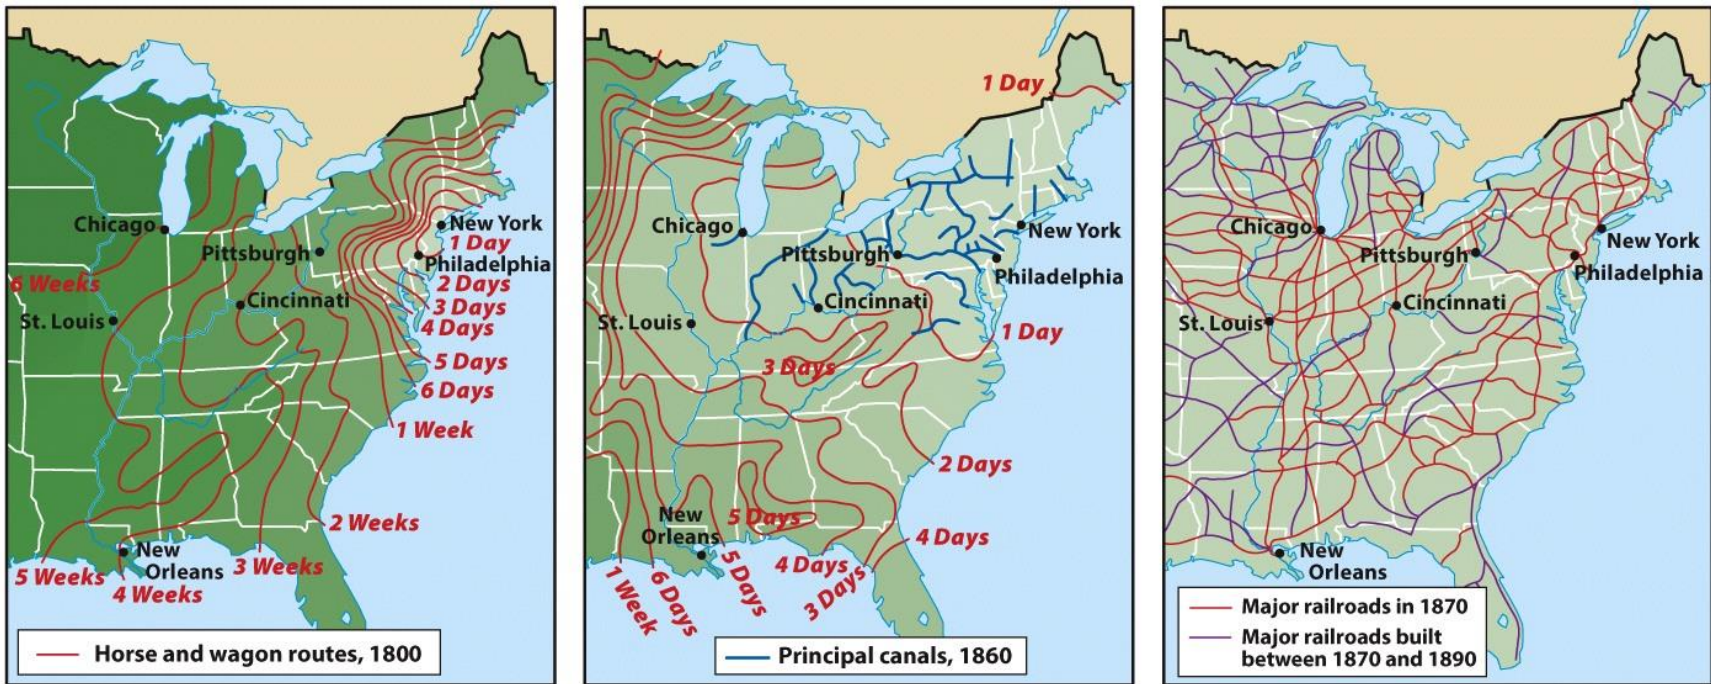 Chicago
New York
1 Day
Pittsburgh
Philadelphia
6 Weeks
2 Days
Cincinnati
3 Days
St. Louis
4 Days
5 Days
6 Days
1 Week
2 Weeks
New
Orleans
5 Weeks
3 Weeks
4 Weeks
Horse and wagon routes, 1800
1 Day
Chicago
New York
Pittsburgh
Philadelphia
Cincinnati
St. Louis
1 Day
3 Days
2 Days
New
Orleans
5 Days
4 Days
4 Days
3 Days
5 Days
6 Days
1 Week
Principal canals, 1860
Chicago
New York
Pittsburgh
Philadelphia
Cincinnati
St. Louis
New
Orleans
Major railroads in 1870
Major railroads built
between 1870 and 1890